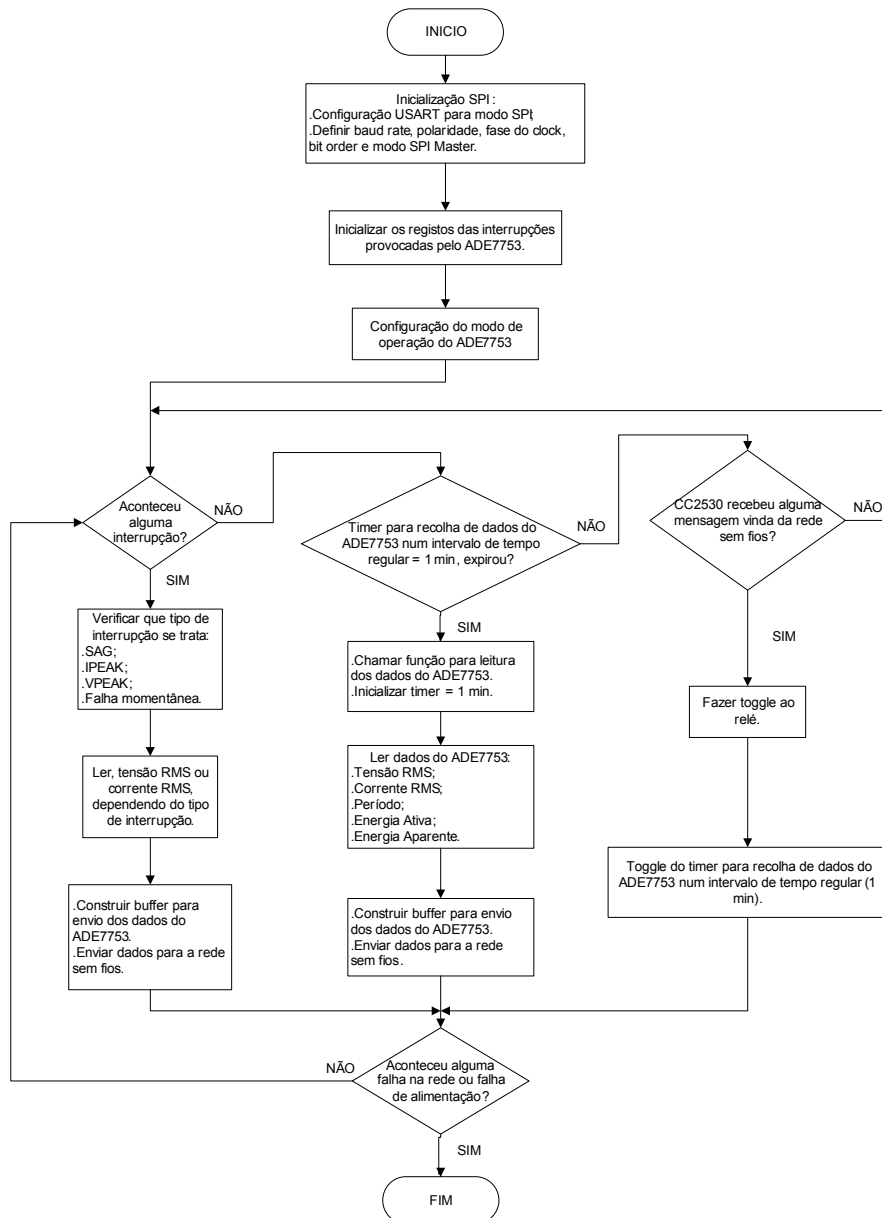 INICIO
Inicialização SPI :
.Configuração USART para modo SPI;
.Definir baud rate, polaridade, fase do clock,
bit order e modo SPI Master.
Inicializar os registos das interrupções
provocadas pelo ADE7753.
Configuração do modo de
operação do ADE7753
Aconteceu
alguma
interrupção?
NÃO
SIM
Verificar que tipo de
interrupção se trata:
.SAG;
.IPEAK;
.VPEAK;
.Falha momentânea.
Ler, tensão RMS ou
corrente RMS,
dependendo do tipo
de interrupção.
.Construir buffer para
envio dos dados do
ADE7753.
.Enviar dados para a rede
sem fios.
Timer para recolha de dados do
ADE7753 num intervalo de tempo
regular = 1 min, expirou?
NÃO
SIM
.Chamar função para leitura
dos dados do ADE7753.
.Inicializar timer = 1 min.
Ler dados do ADE7753:
.Tensão RMS;
.Corrente RMS;
.Período;
.Energia Ativa;
.Energia Aparente.
.Construir buffer para envio
dos dados do ADE7753.
.Enviar dados para a rede
sem fios.
CC2530 recebeu alguma
mensagem vinda da rede
sem fios?
NÃO
SIM
Fazer toggle ao
relé.
Toggle do timer para recolha de dados do
ADE7753 num intervalo de tempo regular (1
min).
Aconteceu alguma
falha na rede ou falha
de alimentação?
NÃO
SIM
FIM